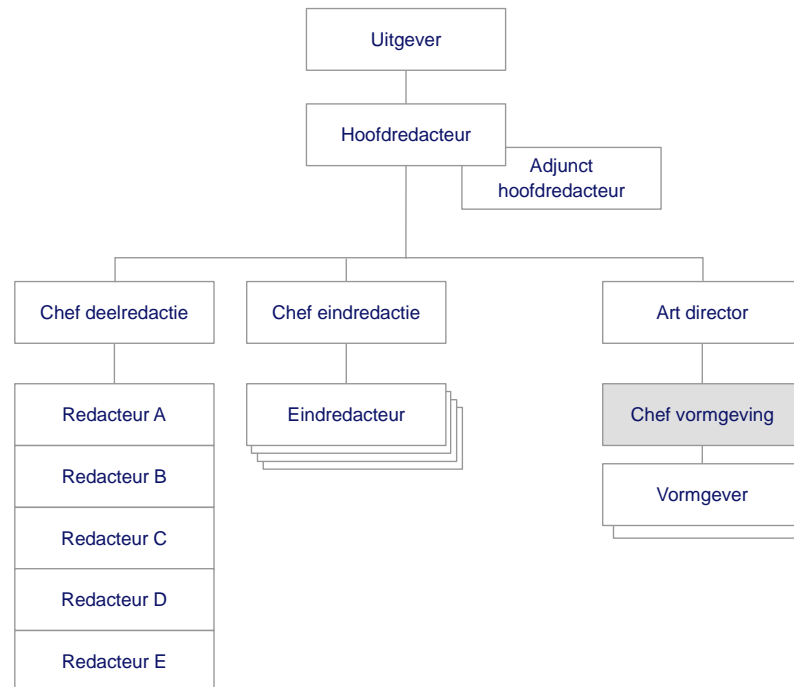 Uitgever
Hoofdredacteur
Adjunct
hoofdredacteur
Chef deelredactie
Chef eindredactie
Art director
Redacteur A
Eindredacteur
Chef vormgeving
Redacteur B
Vormgever
Redacteur C
Redacteur D
Redacteur E